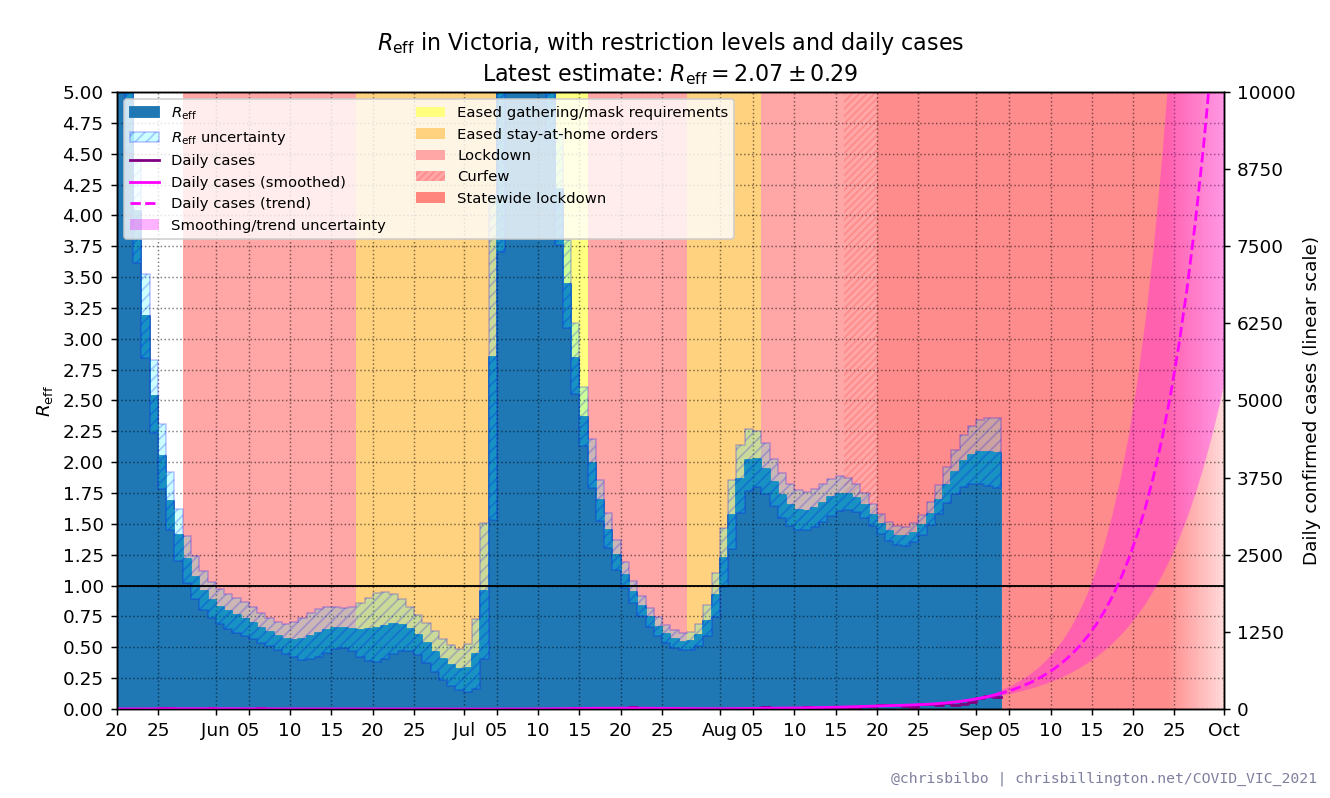 R_eff in Victoria, with restriction levels and daily cases
Latest estimate: R_eff = 2.07 ± 0.29
R_eff
R_eff uncertainty
Daily cases
Daily cases (smoothed)
Daily cases (trend)
Smoothing/trend uncertainty
Eased gathering/mask requirements
Eased stay-at-home orders
Lockdown
Curfew
Statewide lockdown
R_eff
5.00
4.75
4.50
4.25
4.00
3.75
3.50
3.25
3.00
2.75
2.50
2.25
2.00
1.75
1.50
1.25
1.00
0.75
0.50
0.25
0.00
10000
8750
7500
6250
5000
3750
2500
1250
0
Daily confirmed cases (linear scale)
20 25 Jun 05 10 15 20 25 Jul 05 10 15 20 25 Aug 05 10 15 20 25 Sep 05 10 15 20 25 Oct
@chrisbilbo | chrisbillington.net/COVID_VIC_2021